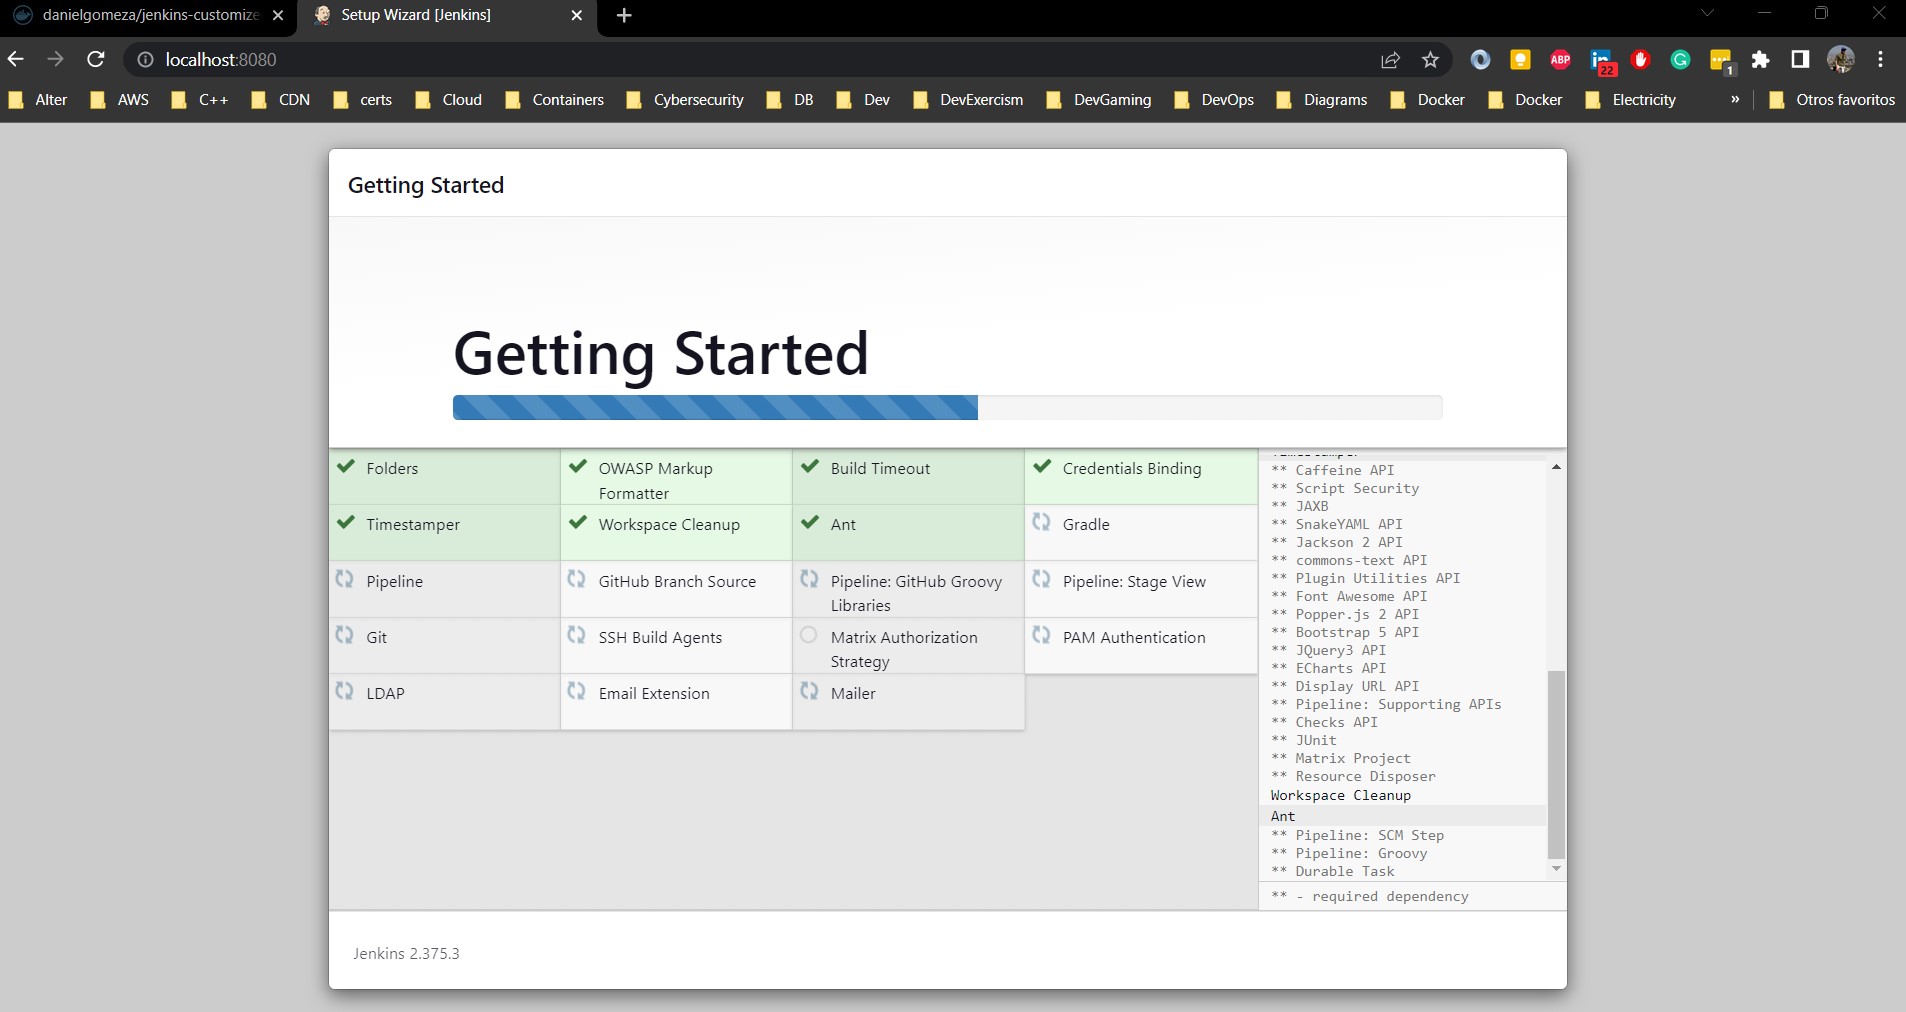 danielgomeza/jenkins-customize
Setup Wizard [Jenkins]
localhost:8080
ABP
in
22
G
1
Alter
AWS
C++
CDN
certs
Cloud
Containers
Cybersecurity
DB
Dev
DevExercism
DevGaming
DevOps
Diagrams
Docker
Docker
Electricity
»
Otros favoritos
Getting Started
Getting Started
Folders
OWASP Markup
Formatter
Build Timeout
Credentials Binding
Timestamper
Workspace Cleanup
Ant
Gradle
Pipeline
GitHub Branch Source
Pipeline: GitHub Groovy
Libraries
Pipeline: Stage View
Git
SSH Build Agents
Matrix Authorization
Strategy
PAM Authentication
LDAP
Email Extension
Mailer
** Caffeine API
** Script Security
** JAXB
** SnakeYAML API
** Jackson 2 API
** commons-text API
** Plugin Utilities API
** Font Awesome API
** Popper.js 2 API
** Bootstrap 5 API
** JQuery3 API
** ECharts API
** Display URL API
** Pipeline: Supporting APIs
** Checks API
** JUnit
** Matrix Project
** Resource Disposer
Workspace Cleanup
Ant
** Pipeline: SCM Step
** Pipeline: Groovy
** Durable Task
** - required dependency
Jenkins 2.375.3